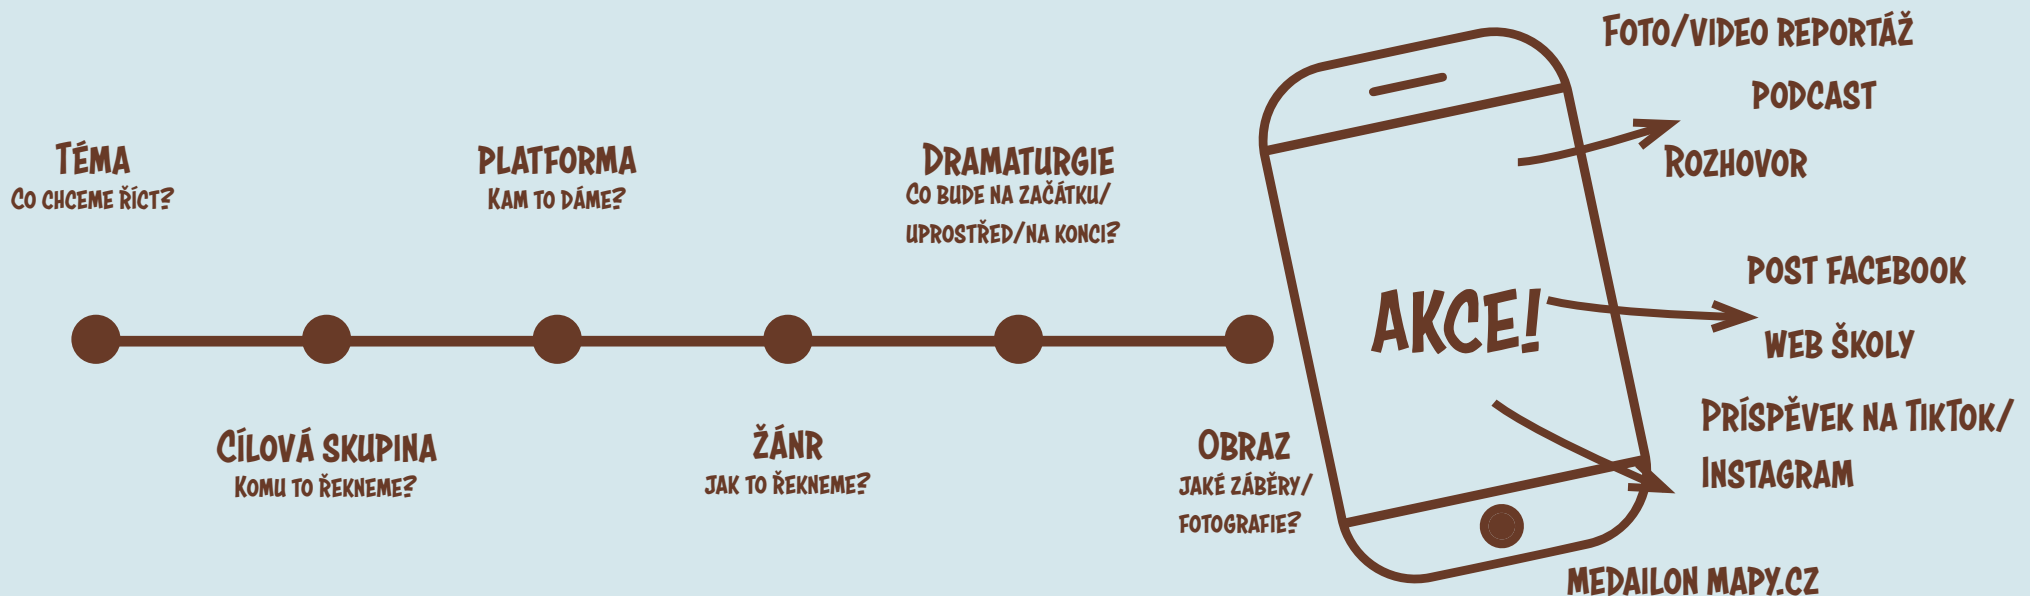 Téma
Co chceme říct?
Cílová skupina
Komu to řekneme?
Platforma
Kam to dáme?
Žánr
Jak to řekneme?
Dramaturgie
Co bude na začátku/
uprostřed/na konci?
Obraz
Jaké záběry/
fotografie?
AKCE!
Foto/video reportáž
Podcast
Rozhovor
Post Facebook
Web školy
Príspěvek na TikTok/
Instagram
Medailon Mapy.cz